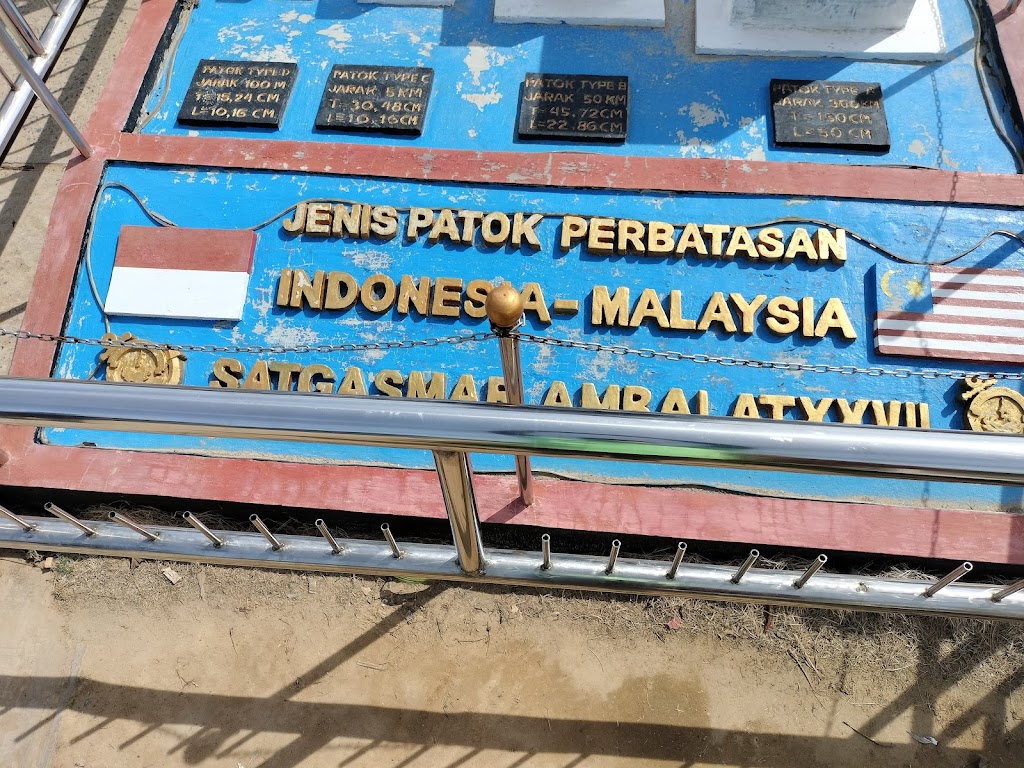 PATOK TYPE D
JARAK 100 M
T= 15,24 CM
L= 10,16 CM
PATOK TYPE C
JARAK 5 KM
T= 30,48 CM
L= 10,16 CM
PATOK TYPE B
JARAK 50 KM
T= 45,72 CM
L= 22,86 CM
PATOK TYPE A
JARAK 300 KM
T= 150 CM
L= 50 CM
JENIS PATOK PERBATASAN
INDONESIA - MALAYSIA
SATGASMAR AMBALAT XXVII